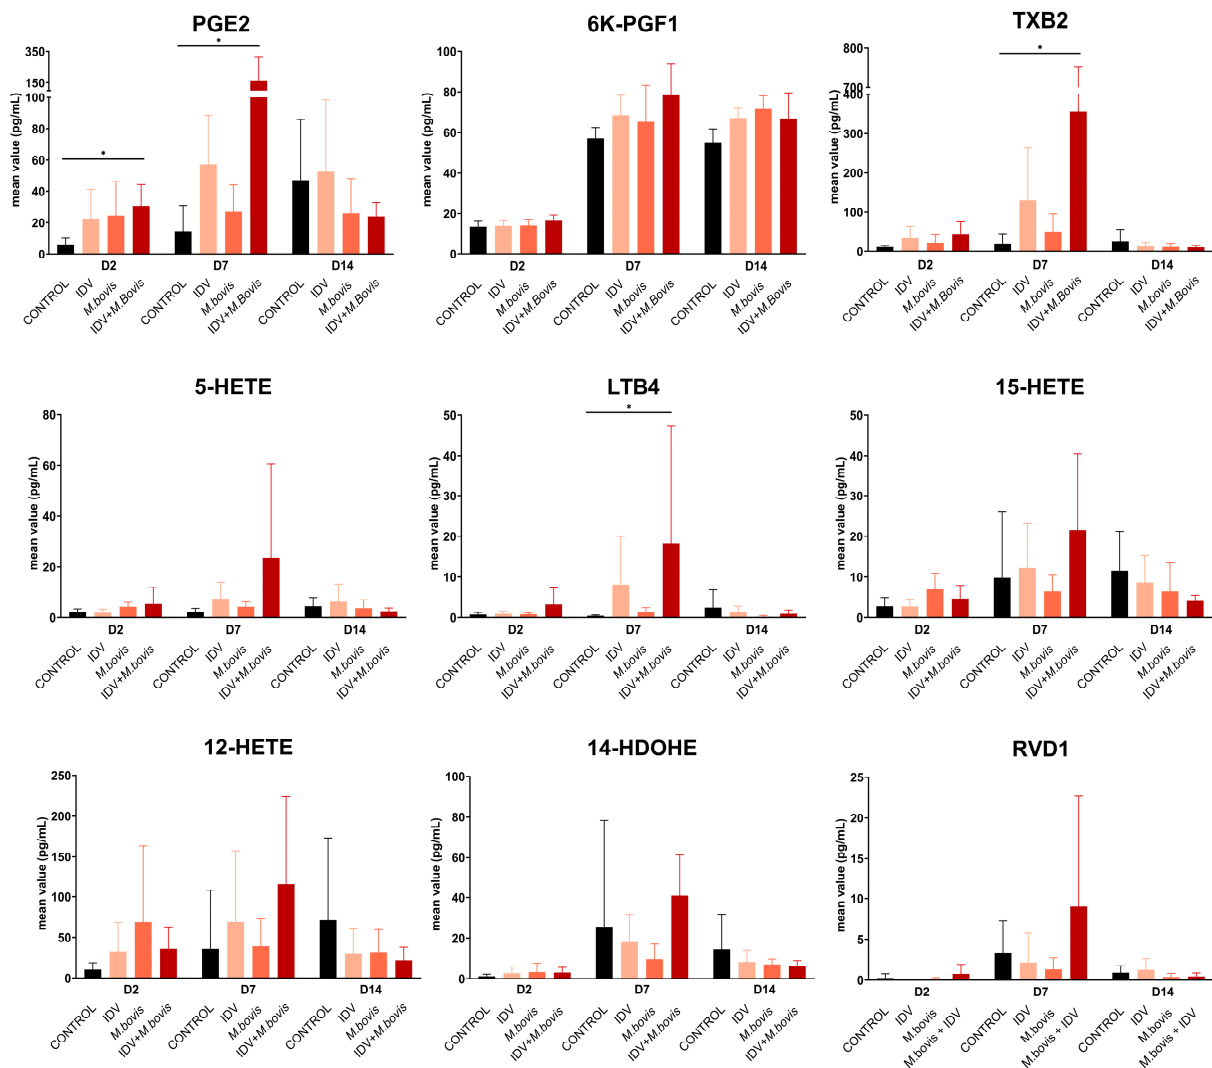 PGE2
*
*
mean value (pg/mL)
350
150
100
80
60
40
20
0
D2
D7
D14
CONTROL
IDV
M.bovis
IDV+M.Bovis
CONTROL
IDV
M.bovis
IDV+M.Bovis
CONTROL
IDV
M.bovis
IDV+M.Bovis
6K-PGF1
mean value (pg/mL)
100
80
60
40
20
0
D2
D7
D14
CONTROL
IDV
M.bovis
IDV+M.Bovis
CONTROL
IDV
M.bovis
IDV+M.Bovis
CONTROL
IDV
M.bovis
IDV+M.Bovis
TXB2
*
mean value (pg/mL)
800
700
400
300
200
100
0
D2
D7
D14
CONTROL
IDV
M.bovis
IDV+M.Bovis
CONTROL
IDV
M.bovis
IDV+M.Bovis
CONTROL
IDV
M.bovis
IDV+M.Bovis
5-HETE
mean value (pg/mL)
80
60
40
20
0
D2
D7
D14
CONTROL
IDV
M.bovis
IDV+M.bovis
CONTROL
IDV
M.bovis
IDV+M.bovis
CONTROL
IDV
M.bovis
IDV+M.bovis
LTB4
*
mean value (pg/mL)
50
40
30
20
10
0
D2
D7
D14
CONTROL
IDV
M.bovis
IDV+M.bovis
CONTROL
IDV
M.bovis
IDV+M.bovis
CONTROL
IDV
M.bovis
IDV+M.bovis
15-HETE
mean value (pg/mL)
50
40
30
20
10
0
D2
D7
D14
CONTROL
IDV
M.bovis
IDV+M.bovis
CONTROL
IDV
M.bovis
IDV+M.bovis
CONTROL
IDV
M.bovis
IDV+M.bovis
12-HETE
mean value (pg/mL)
250
200
150
100
50
0
D2
D7
D14
CONTROL
IDV
M.bovis
IDV+M.bovis
CONTROL
IDV
M.bovis
IDV+M.bovis
CONTROL
IDV
M.bovis
IDV+M.bovis
14-HDOHE
mean value (pg/mL)
100
80
60
40
20
0
D2
D7
D14
CONTROL
IDV
M.bovis
IDV+M.bovis
CONTROL
IDV
M.bovis
IDV+M.bovis
CONTROL
IDV
M.bovis
IDV+M.bovis
RVD1
mean value (pg/mL)
25
20
15
10
5
0
D2
D7
D14
CONTROL
IDV
M.bovis
M.bovis + IDV
CONTROL
IDV
M.bovis
M.bovis + IDV
CONTROL
IDV
M.bovis
M.bovis + IDV